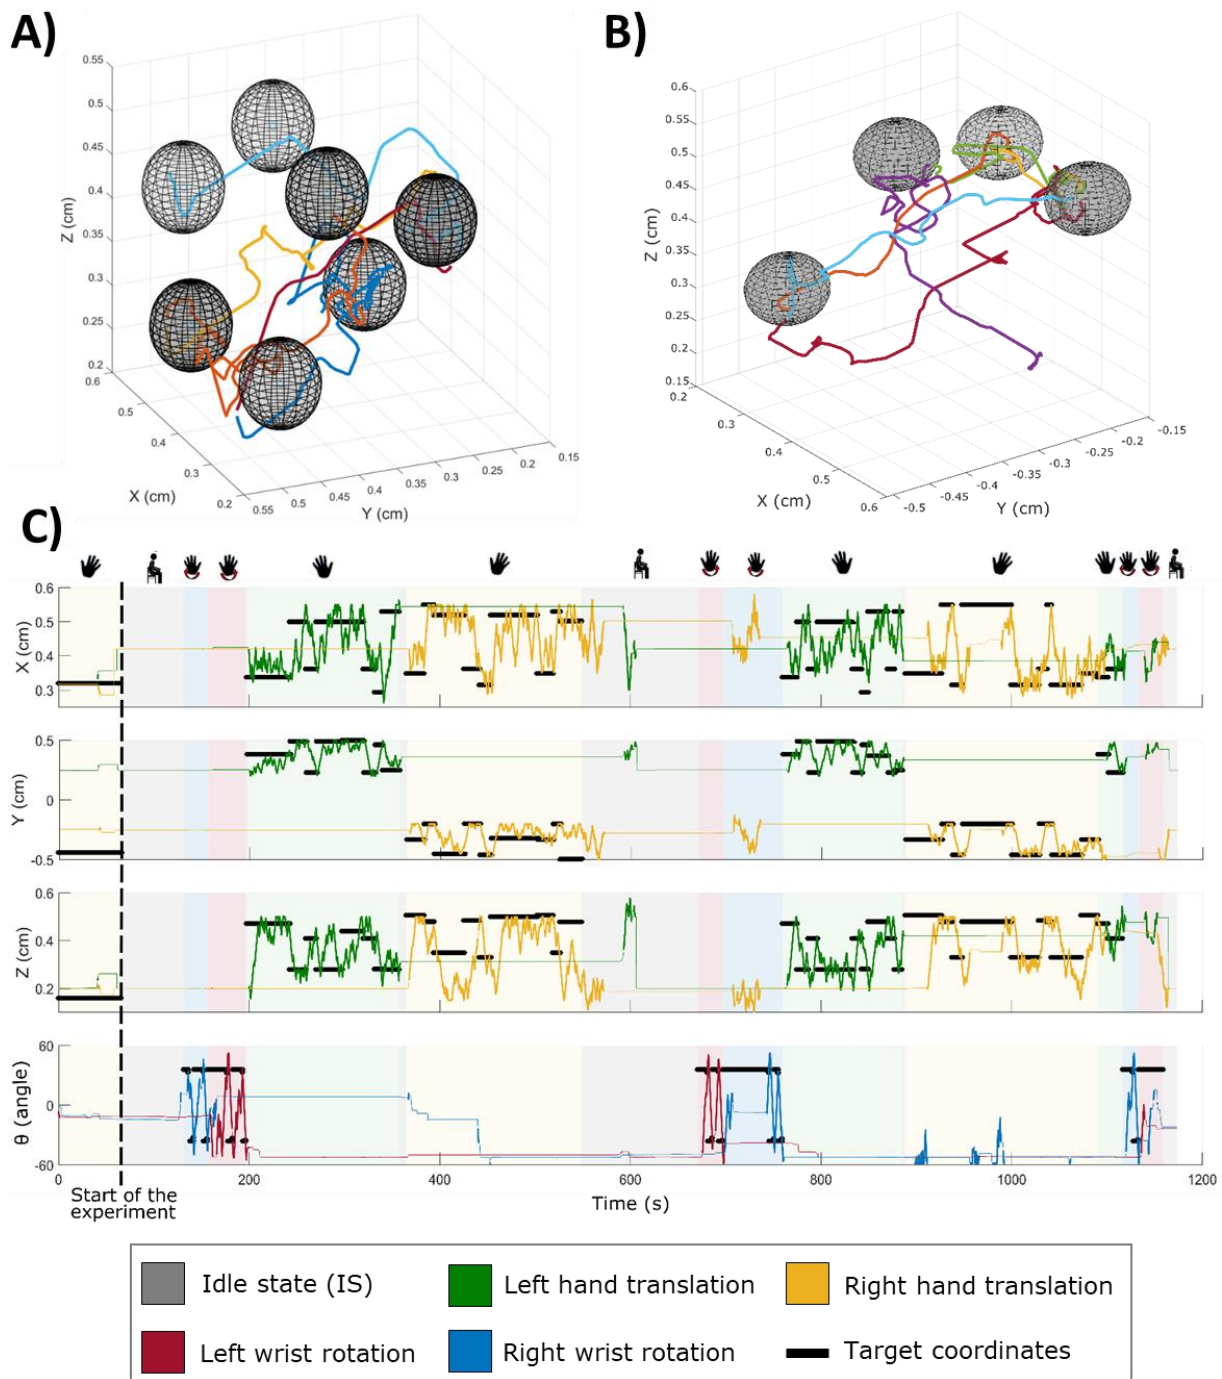 A)
0.55
0.5
0.45
0.4
0.35
0.3
0.25
0.2
Z (cm)
0.6
0.5
0.4
0.3
0.2
X (cm)
0.55
0.5
0.45
0.4
0.35
0.3
0.25
0.2
0.15
Y (cm)
B)
0.6
0.55
0.5
0.45
0.4
0.35
0.3
0.25
0.2
0.15
Z (cm)
0.2
0.3
0.4
0.5
0.6
X (cm)
-0.5
-0.45
-0.4
-0.35
-0.3
-0.25
-0.2
-0.15
Y (cm)
C)
0.6
0.5
0.4
0.3
X (cm)
0.5
0
-0.5
Y (cm)
0.6
0.4
0.2
Z (cm)
60
0
-60
θ (angle)
0
200
400
600
800
1000
1200
Start of the
experiment
Time (s)
Idle state (IS)
Left hand translation
Right hand translation
Left wrist rotation
Right wrist rotation
Target coordinates